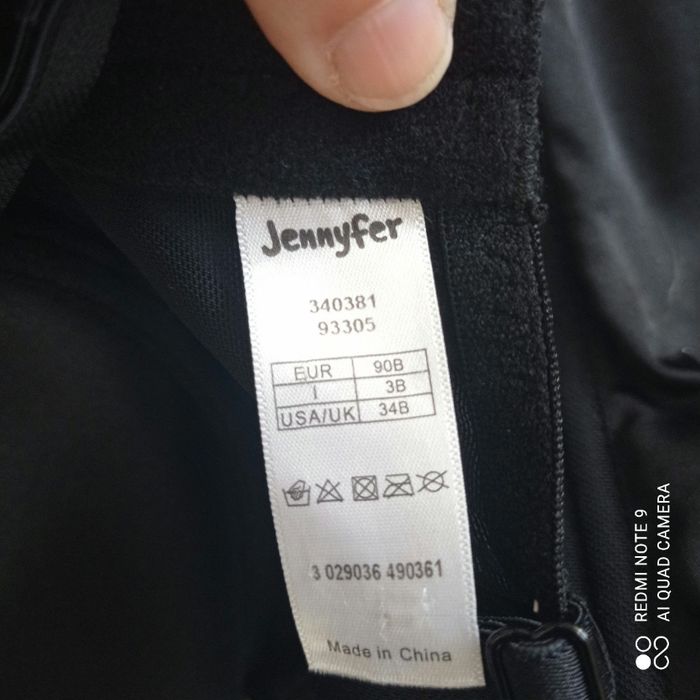 Jennyfer
340381
93305
EUR 90B
I 3B
USA/UK 34B
3 029036 490361
Made in China
REDMI NOTE 9
AI QUAD CAMERA